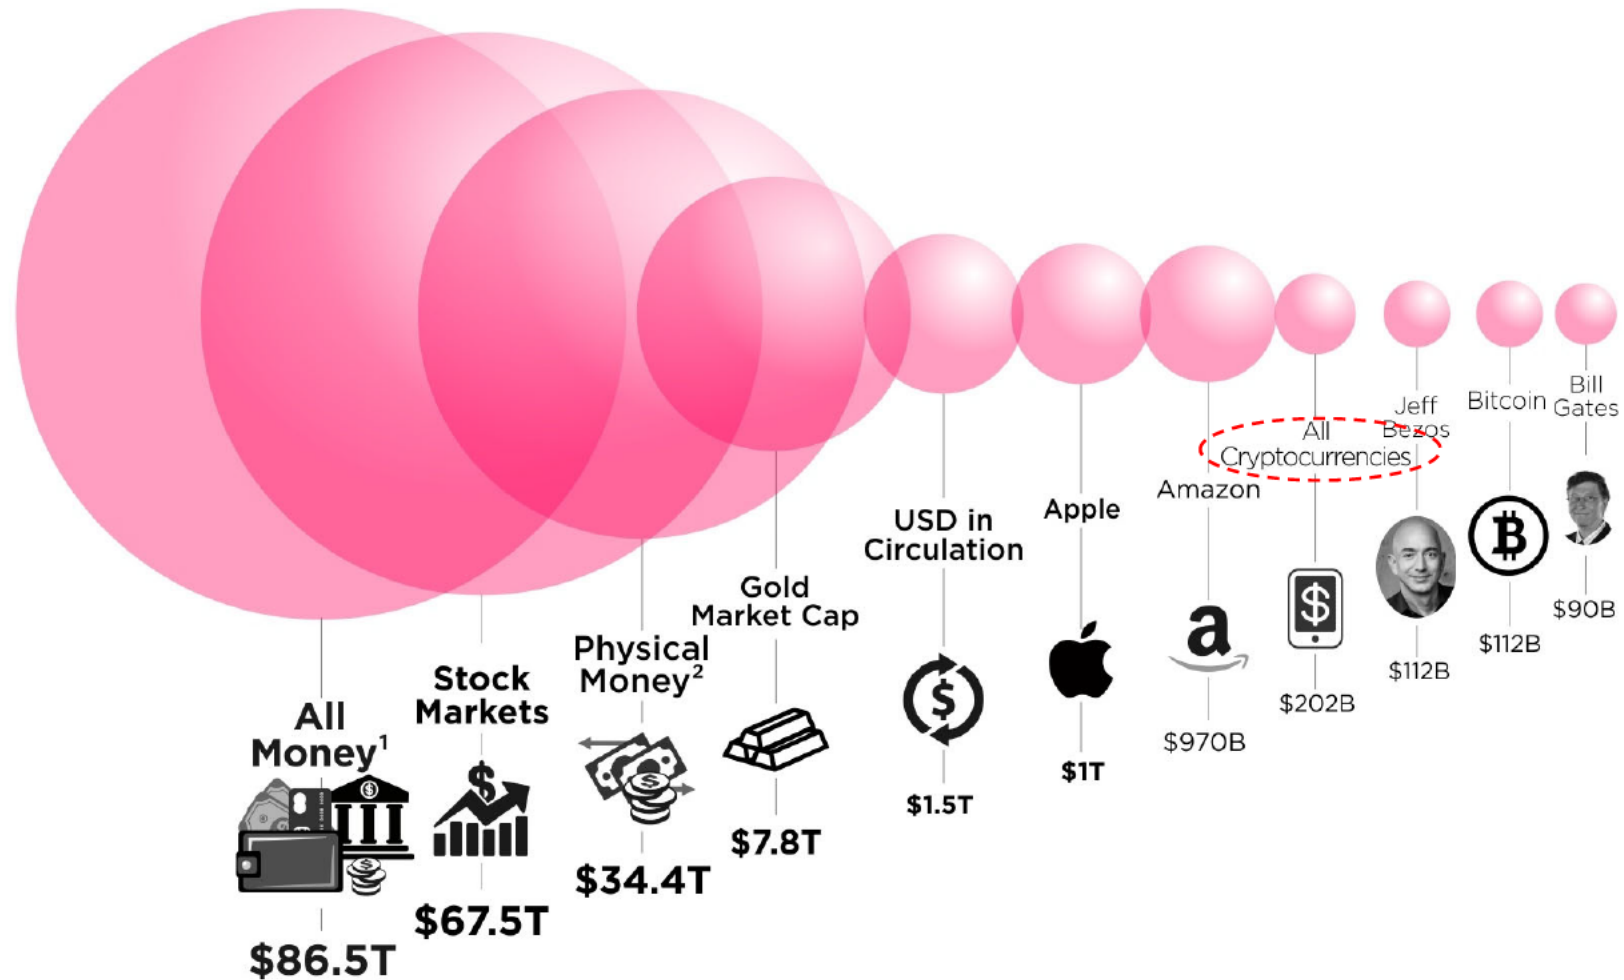 All
Money¹
$86.5T
Stock
Markets
$67.5T
Physical
Money²
$34.4T
Gold
Market Cap
$7.8T
USD in
Circulation
$1.5T
Apple
$1T
Amazon
$970B
All
Cryptocurrencies
$202B
Jeff
Bezos
$112B
Bitcoin
$112B
Bill
Gates
$90B